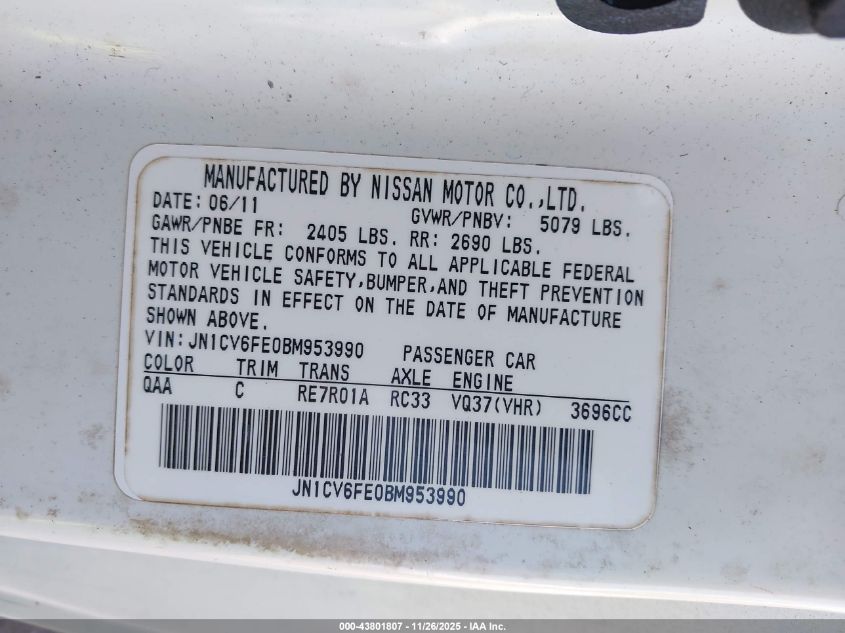 MANUFACTURED BY NISSAN MOTOR CO.,LTD.
DATE: 06/11 GVWR/PNBV: 5079 LBS.
GAWR/PNBE FR: 2405 LBS. RR: 2690 LBS.
THIS VEHICLE CONFORMS TO ALL APPLICABLE FEDERAL
MOTOR VEHICLE SAFETY,BUMPER,AND THEFT PREVENTION
STANDARDS IN EFFECT ON THE DATE OF MANUFACTURE
SHOWN ABOVE.
VIN:JN1CV6FE0BM953990 PASSENGER CAR
COLOR TRIM TRANS AXLE ENGINE
QAA C RE7R01A RC33 VQ37(VHR) 3696CC
JN1CV6FE0BM953990
000-43801807 - 11/26/2025 - IAA Inc.